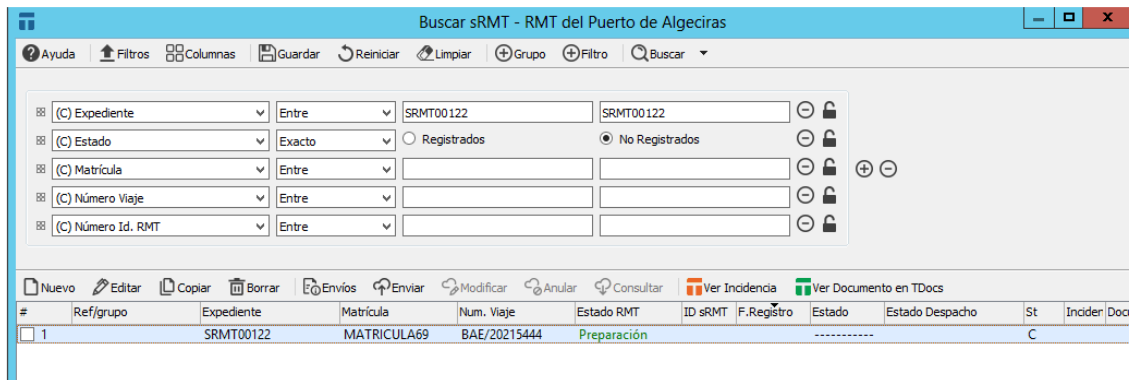 Buscar sRMT - RMT del Puerto de Algeciras
Ayuda Filtros Columnas Guardar Reiniciar Limpiar Grupo Filtro Buscar
(C) Expediente Entre SRMT00122 SRMT00122
(C) Estado Exacto Registrados No Registrados
(C) Matrícula Entre
(C) Número Viaje Entre
(C) Número Id. RMT Entre
Nuevo Editar Copiar Borrar Envíos Enviar Modificar Anular Consultar Ver Incidencia Ver Documento en TDocs
# Ref/grupo Expediente Matrícula Num. Viaje Estado RMT ID sRMT F.Registro Estado Estado Despacho St Inciden Docu
1 SRMT00122 MATRICULA69 BAE/20215444 Preparación ----------- C